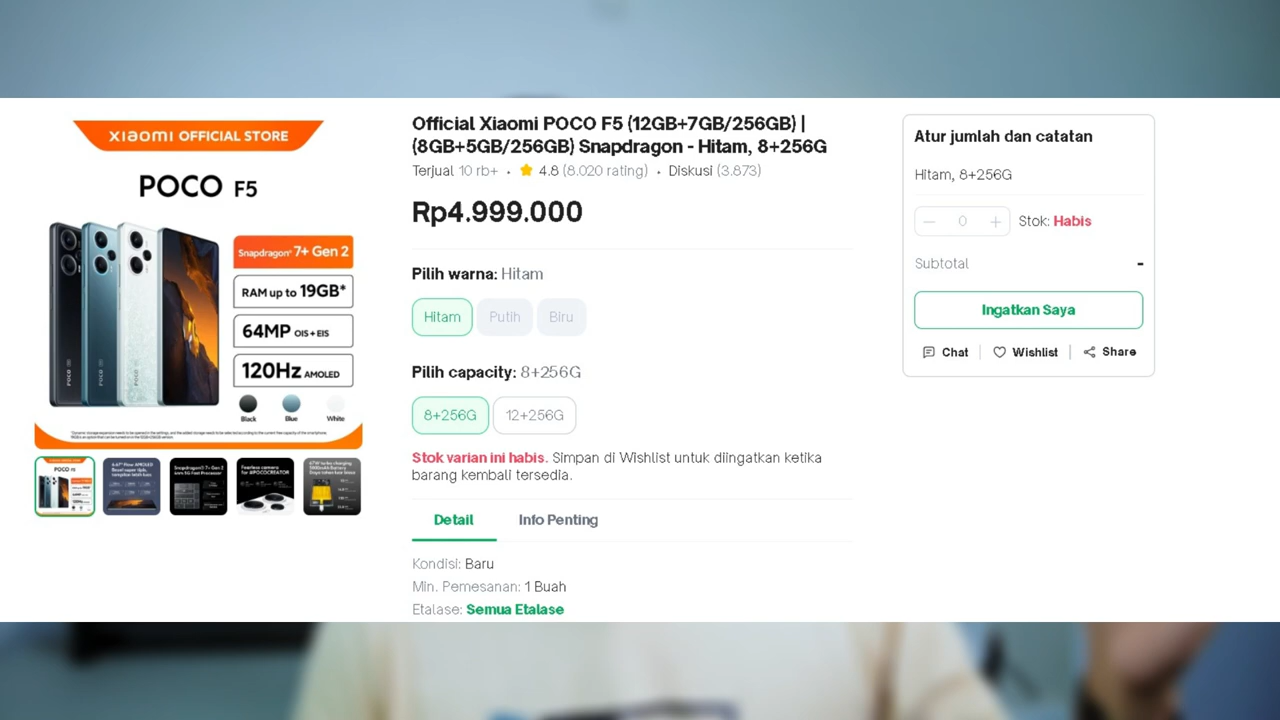 xiaomi OFFICIAL STORE
POCO F5
Snapdragon® 7+ Gen 2
RAM up to 19GB*
64MP OIS + EIS
120Hz AMOLED
Black
Blue
White
POCO F5
Official Xiaomi POCO F5 (12GB+7GB/256GB) |
(8GB+5GB/256GB) Snapdragon - Hitam, 8+256G
Terjual 10 rb+ • 4.8 (8.020 rating) • Diskusi (3.873)
Rp4.999.000
Pilih warna: Hitam
Hitam
Putih
Biru
Pilih capacity: 8+256G
8+256G
12+256G
Stok varian ini habis. Simpan di Wishlist untuk diingatkan ketika
barang kembali tersedia.
Detail
Info Penting
Kondisi: Baru
Min. Pemesanan: 1 Buah
Etalase: Semua Etalase
Atur jumlah dan catatan
Hitam, 8+256G
0
Stok: Habis
Subtotal -
Ingatkan Saya
Chat
Wishlist
Share